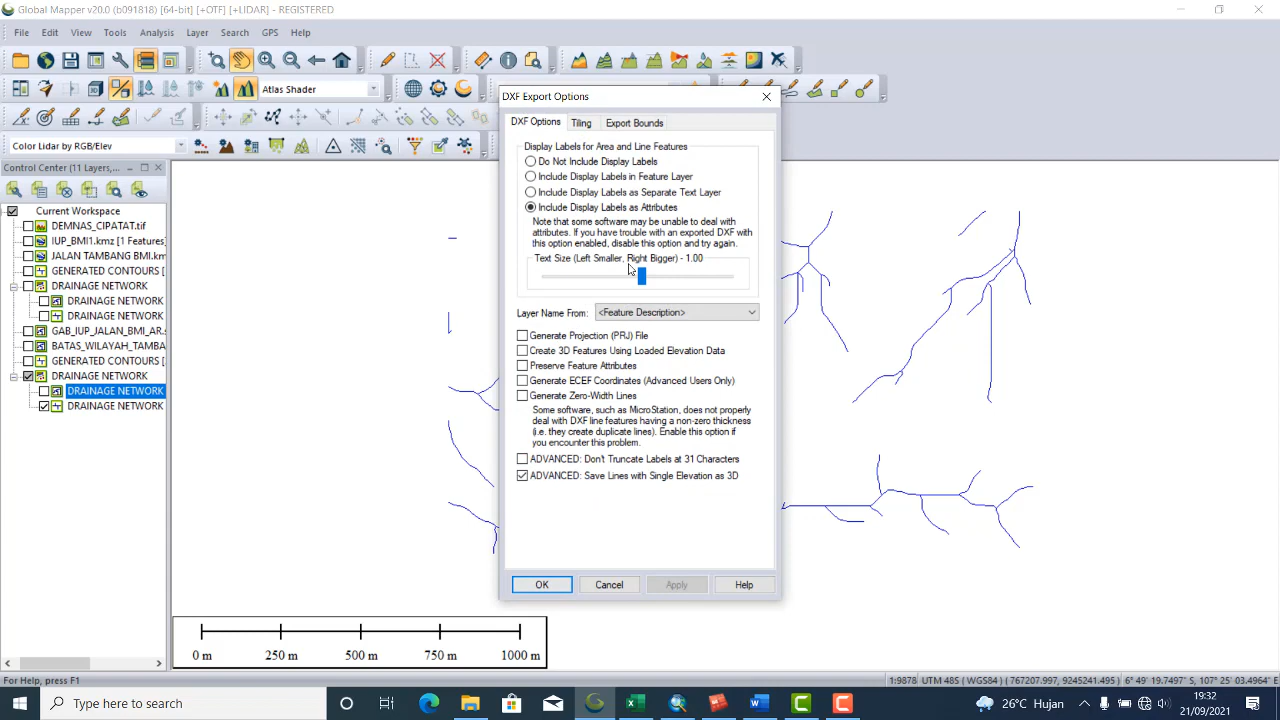 Global Mapper v20.0 (b091818) [64-bit] [+OTF] [+LIDAR] - REGISTERED
File Edit View Tools Analysis Layer Search GPS Help
Atlas Shader
Color Lidar by RGB/Elev
Control Center (11 Layers,...
Current Workspace
DEMNAS_CIPATAT.tif
IUP_BMI1.kmz [1 Features]
JALAN TAMBANG BMI.km
GENERATED CONTOURS [
DRAINAGE NETWORK
DRAINAGE NETWORK
DRAINAGE NETWORK
GAB_IUP_JALAN_BMI_AR.s
BATAS_WILAYAH_TAMBA
GENERATED CONTOURS [
DRAINAGE NETWORK
DRAINAGE NETWORK
DRAINAGE NETWORK
DXF Export Options
DXF Options Tiling Export Bounds
Display Labels for Area and Line Features
Do Not Include Display Labels
Include Display Labels in Feature Layer
Include Display Labels as Separate Text Layer
Include Display Labels as Attributes
Note that some software may be unable to deal with
attributes. If you have trouble with an exported DXF with
this option enabled, disable this option and try again.
Text Size (Left Smaller, Right Bigger) - 1.00
Layer Name From: <Feature Description>
Generate Projection (PRJ) File
Create 3D Features Using Loaded Elevation Data
Preserve Feature Attributes
Generate ECEF Coordinates (Advanced Users Only)
Generate Zero-Width Lines
Some software, such as MicroStation, does not properly
deal with DXF line features having a non-zero thickness
(i.e. they create duplicate lines). Enable this option if
you encounter this problem.
ADVANCED: Don't Truncate Labels at 31 Characters
ADVANCED: Save Lines with Single Elevation as 3D
OK Cancel Apply Help
0 m 250 m 500 m 750 m 1000 m
For Help, press F1
1:9878 UTM 48S (WGS84) ( 767207.997, 9245241.495 ) 6° 49' 19.7497" S, 107° 25' 03.4964" E
Type here to search
26°C Hujan
19:32
21/09/2021